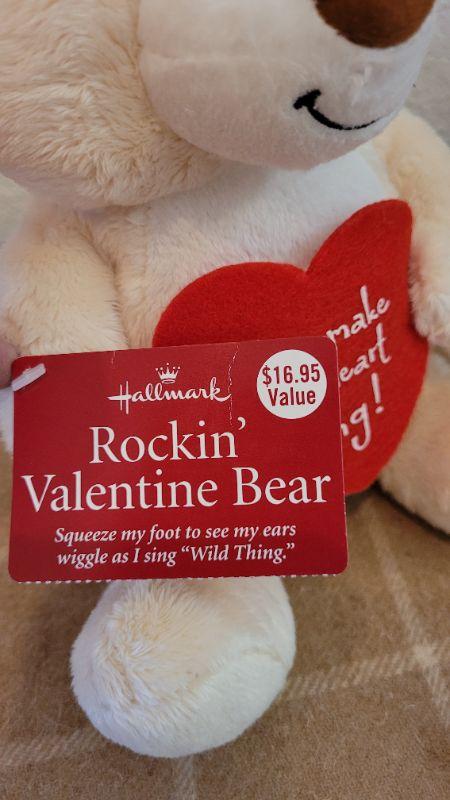 make
eart
g!
Hallmark
$16.95
Value
Rockin'
Valentine Bear
Squeeze my foot to see my ears
wiggle as I sing "Wild Thing."